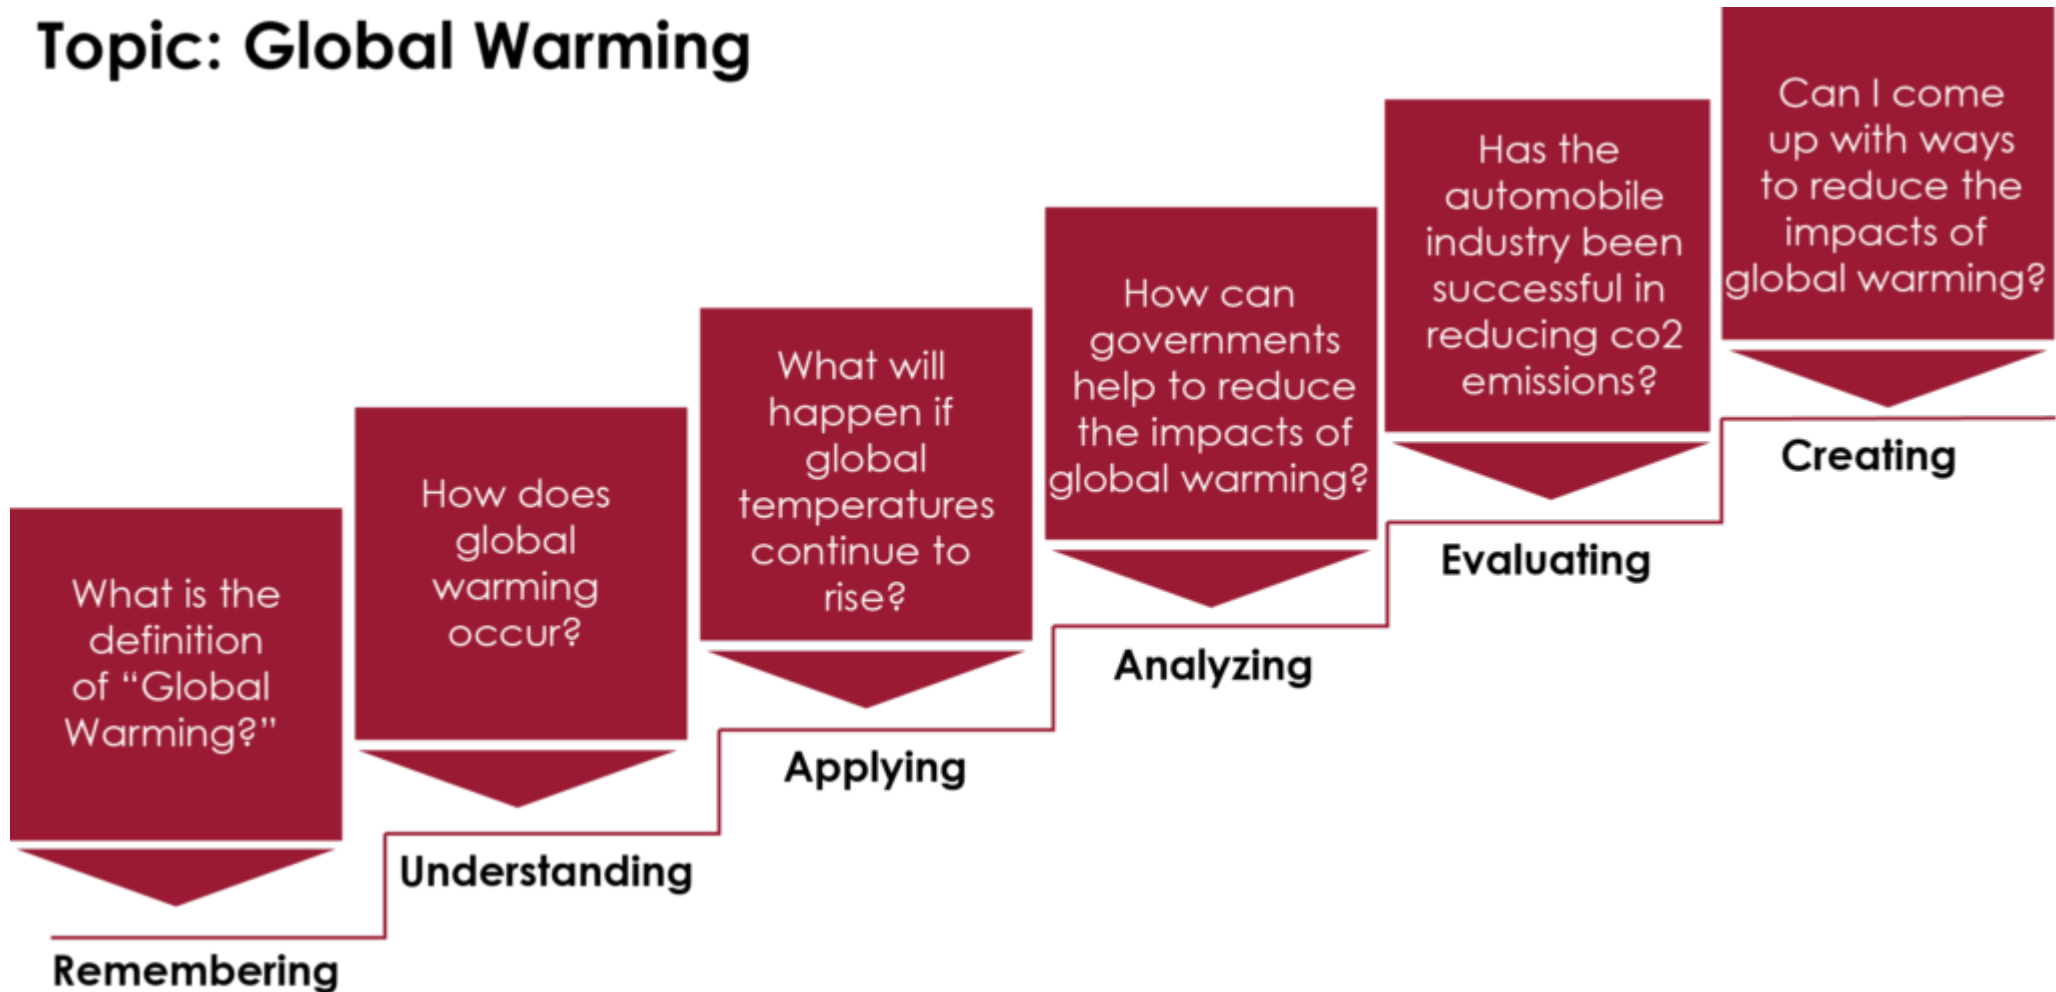 Topic: Global Warming
What is the
definition
of “Global
Warming?”
Remembering
How does
global
warming
occur?
Understanding
What will
happen if
global
temperatures
continue to
rise?
Applying
How can
governments
help to reduce
the impacts of
global warming?
Analyzing
Has the
automobile
industry been
successful in
reducing co2
emissions?
Evaluating
Can I come
up with ways
to reduce the
impacts of
global warming?
Creating